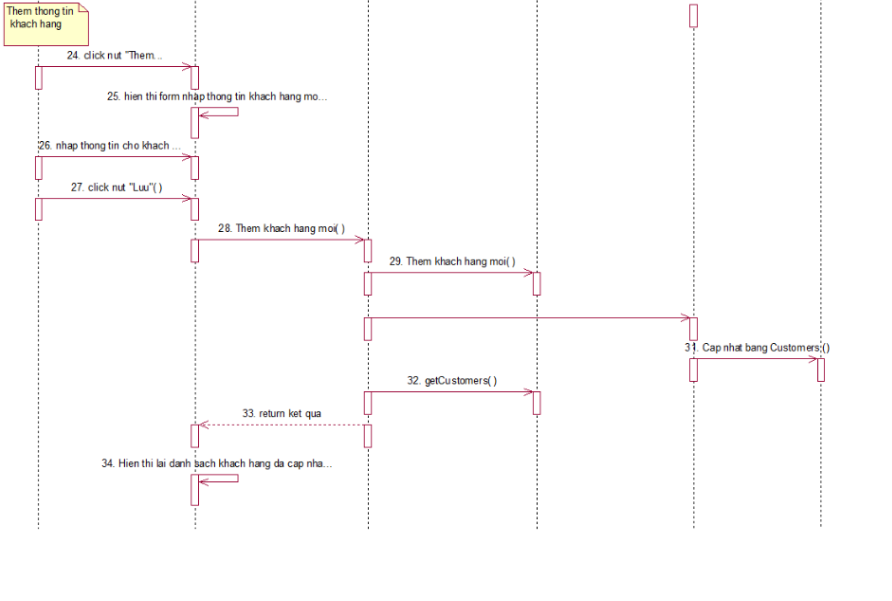 Them thong tin
khach hang
24. click nut "Them...
25. hien thi form nhap thong tin khach hang mo...
26. nhap thong tin cho khach ...
27. click nut "Luu"( )
28. Them khach hang moi( )
29. Them khach hang moi( )
31. Cap nhat bang Customers;()
32. getCustomers( )
33. return ket qua
34. Hien thi lai danh sach khach hang da cap nha...